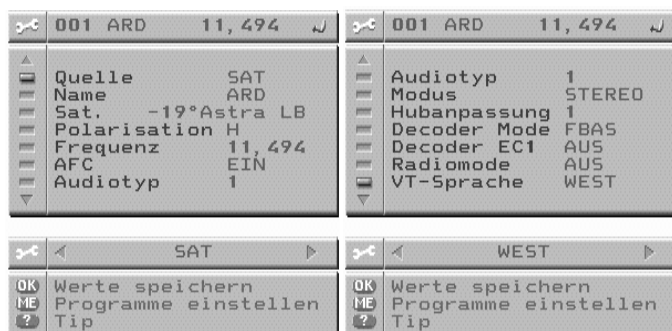 001 ARD 11,494
Quelle SAT
Name ARD
Sat. -19°Astra LB
Polarisation H
Frequenz 11,494
AFC EIN
Audiotyp 1
SAT
OK Werte speichern
ME Programme einstellen
? Tip
001 ARD 11,494
Audiotyp 1
Modus STEREO
Hubanpassung 1
Decoder Mode FBAS
Decoder EC1 AUS
Radiomode AUS
VT-Sprache WEST
WEST
OK Werte speichern
ME Programme einstellen
? Tip